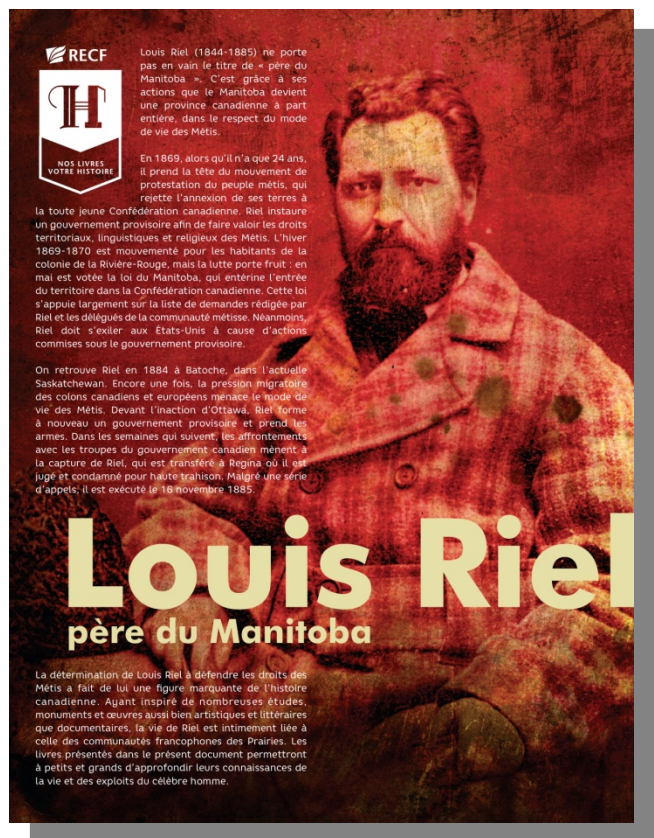 RECF
H
NOS LIVRES
VOTRE HISTOIRE
Louis Riel (1844-1885) ne porte
pas en vain le titre de « père du
Manitoba ». C'est grâce à ses
actions que le Manitoba devient
une province canadienne à part
entière, dans le respect du mode
de vie des Métis.
En 1869, alors qu'il n'a que 24 ans,
il prend la tête du mouvement de
protestation du peuple métis, qui
rejette l'annexion de ses terres à
la toute jeune Confédération canadienne. Riel instaure
un gouvernement provisoire afin de faire valoir les droits
territoriaux, linguistiques et religieux des Métis. L'hiver
1869-1870 est mouvementé pour les habitants de la
colonie de la Rivière-Rouge, mais la lutte porte fruit : en
mai est votée la loi du Manitoba, qui entérine l'entrée
du territoire dans la Confédération canadienne. Cette loi
s'appuie largement sur la liste de demandes rédigée par
Riel et les délégués de la communauté métisse. Néanmoins,
Riel doit s'exiler aux États-Unis à cause d'actions
commises sous le gouvernement provisoire.
On retrouve Riel en 1884 à Batoche, dans l'actuelle
Saskatchewan. Encore une fois, la pression migratoire
des colons canadiens et européens menace le mode de
vie des Métis. Devant l'inaction d'Ottawa, Riel forme
à nouveau un gouvernement provisoire et prend les
armes. Dans les semaines qui suivent, les affrontements
avec les troupes du gouvernement canadien mènent à
la capture de Riel, qui est transféré à Regina où il est
jugé et condamné pour haute trahison. Malgré une série
d'appels, il est exécuté le 16 novembre 1885.
Louis Riel
père du Manitoba
La détermination de Louis Riel à défendre les droits des
Métis a fait de lui une figure marquante de l'histoire
canadienne. Ayant inspiré de nombreuses études,
monuments et œuvres aussi bien artistiques et littéraires
que documentaires, la vie de Riel est intimement liée à
celle des communautés francophones des Prairies. Les
livres présentés dans le présent document permettront
à petits et grands d'approfondir leurs connaissances de
la vie et des exploits du célèbre homme.